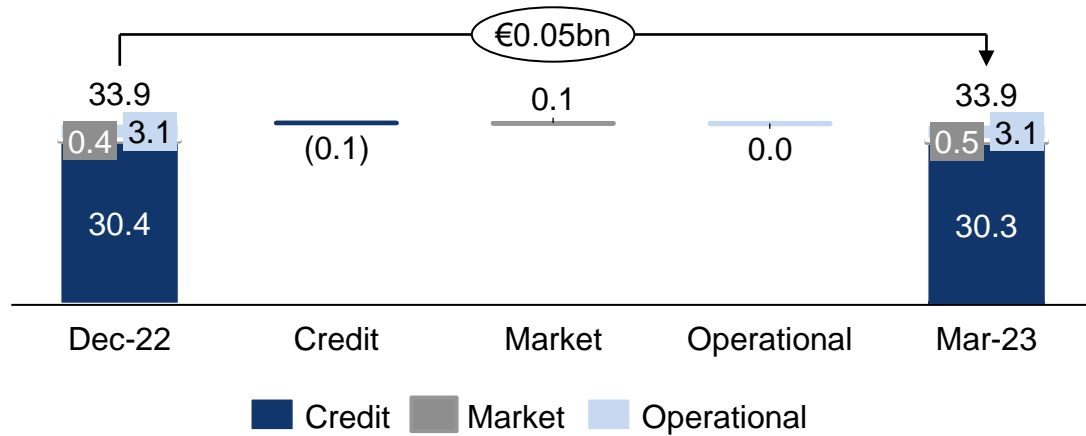 €0.05bn
33.9
0.4
3.1
30.4
(0.1)
0.1
0.0
33.9
0.5
3.1
30.3
Dec-22
Credit
Market
Operational
Mar-23
Credit
Market
Operational